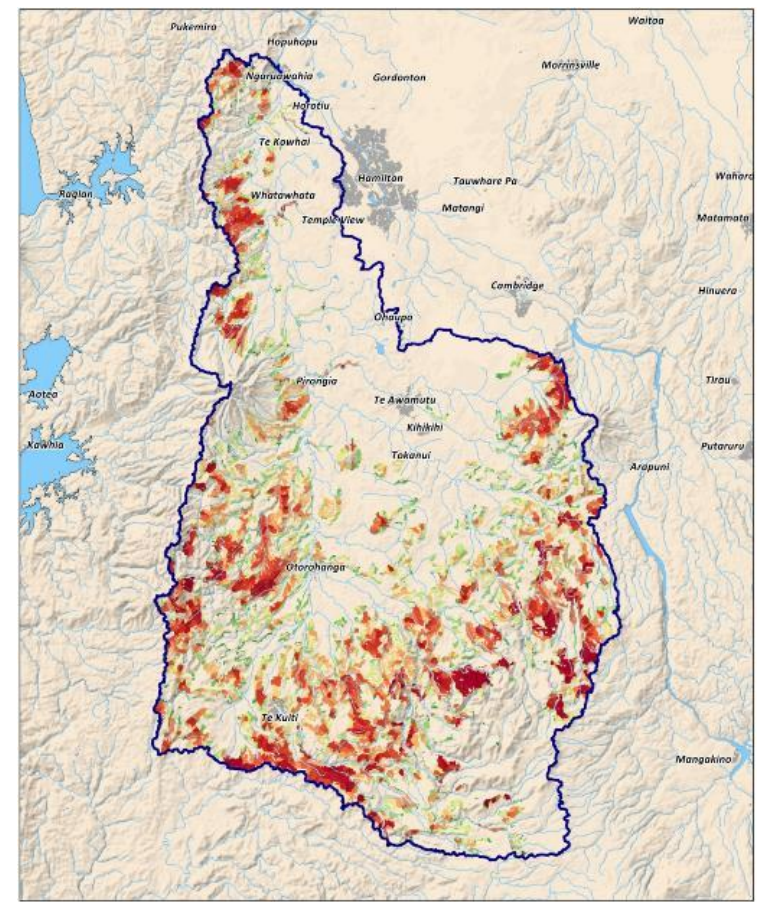 Waitoa
Pukemiro
Hopuhopu
Morrinsville
Ngaruawahia
Gordonton
Horotiu
Te Kowhai
Hamilton
Tauwhare Pa
Raglan
Whatawhata
Matangi
Temple View
Matamata
Cambridge
Hinuera
Ohaupo
Pirongia
Tirau
Aotea
Te Awamutu
Kihikihi
Kawhia
Tokanui
Putaruru
Arapuni
Otorohanga
Te Kuiti
Mangakino